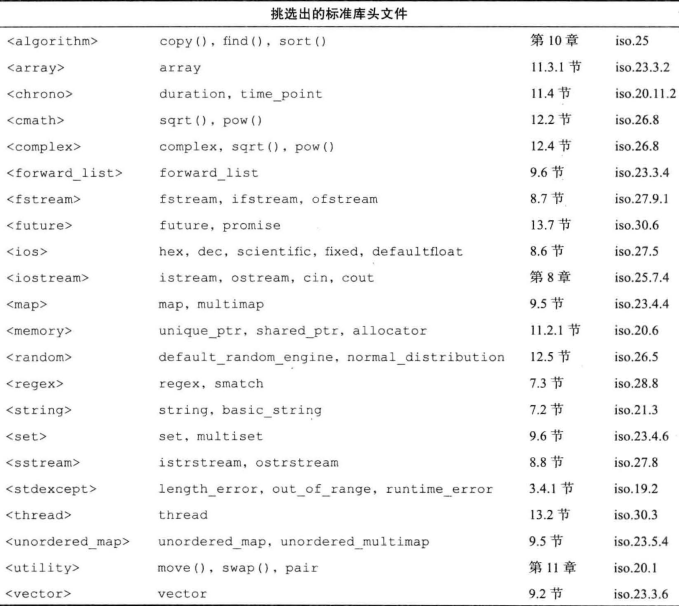 挑选出的标准库头文件
<algorithm> copy(), find(), sort() 第 10 章 iso.25
<array> array 11.3.1 节 iso.23.3.2
<chrono> duration, time_point 11.4 节 iso.20.11.2
<cmath> sqrt(), pow() 12.2 节 iso.26.8
<complex> complex, sqrt(), pow() 12.4 节 iso.26.8
<forward_list> forward_list 9.6 节 iso.23.3.4
<fstream> fstream, ifstream, ofstream 8.7 节 iso.27.9.1
<future> future, promise 13.7 节 iso.30.6
<ios> hex, dec, scientific, fixed, defaultfloat 8.6 节 iso.27.5
<iostream> istream, ostream, cin, cout 第 8 章 iso.25.7.4
<map> map, multimap 9.5 节 iso.23.4.4
<memory> unique_ptr, shared_ptr, allocator 11.2.1 节 iso.20.6
<random> default_random_engine, normal_distribution 12.5 节 iso.26.5
<regex> regex, smatch 7.3 节 iso.28.8
<string> string, basic_string 7.2 节 iso.21.3
<set> set, multiset 9.6 节 iso.23.4.6
<sstream> istrstream, ostrstream 8.8 节 iso.27.8
<stdexcept> length_error, out_of_range, runtime_error 3.4.1 节 iso.19.2
<thread> thread 13.2 节 iso.30.3
<unordered_map> unordered_map, unordered_multimap 9.5 节 iso.23.5.4
<utility> move(), swap(), pair 第 11 章 iso.20.1
<vector> vector 9.2 节 iso.23.3.6